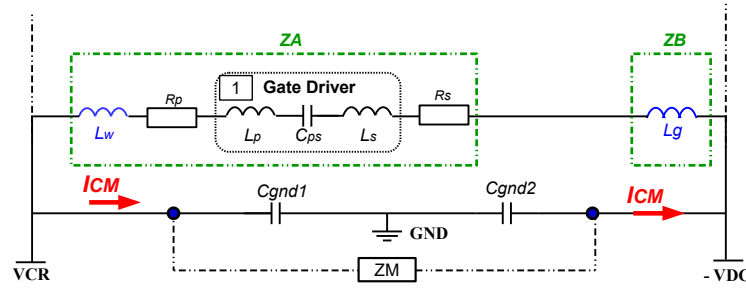 ZA
ZB
1 Gate Driver
Rp
Rs
Lw
Lp
Cps
Ls
Lg
ICM
Cgnd1
Cgnd2
ICM
GND
VCR
ZM
- VDC